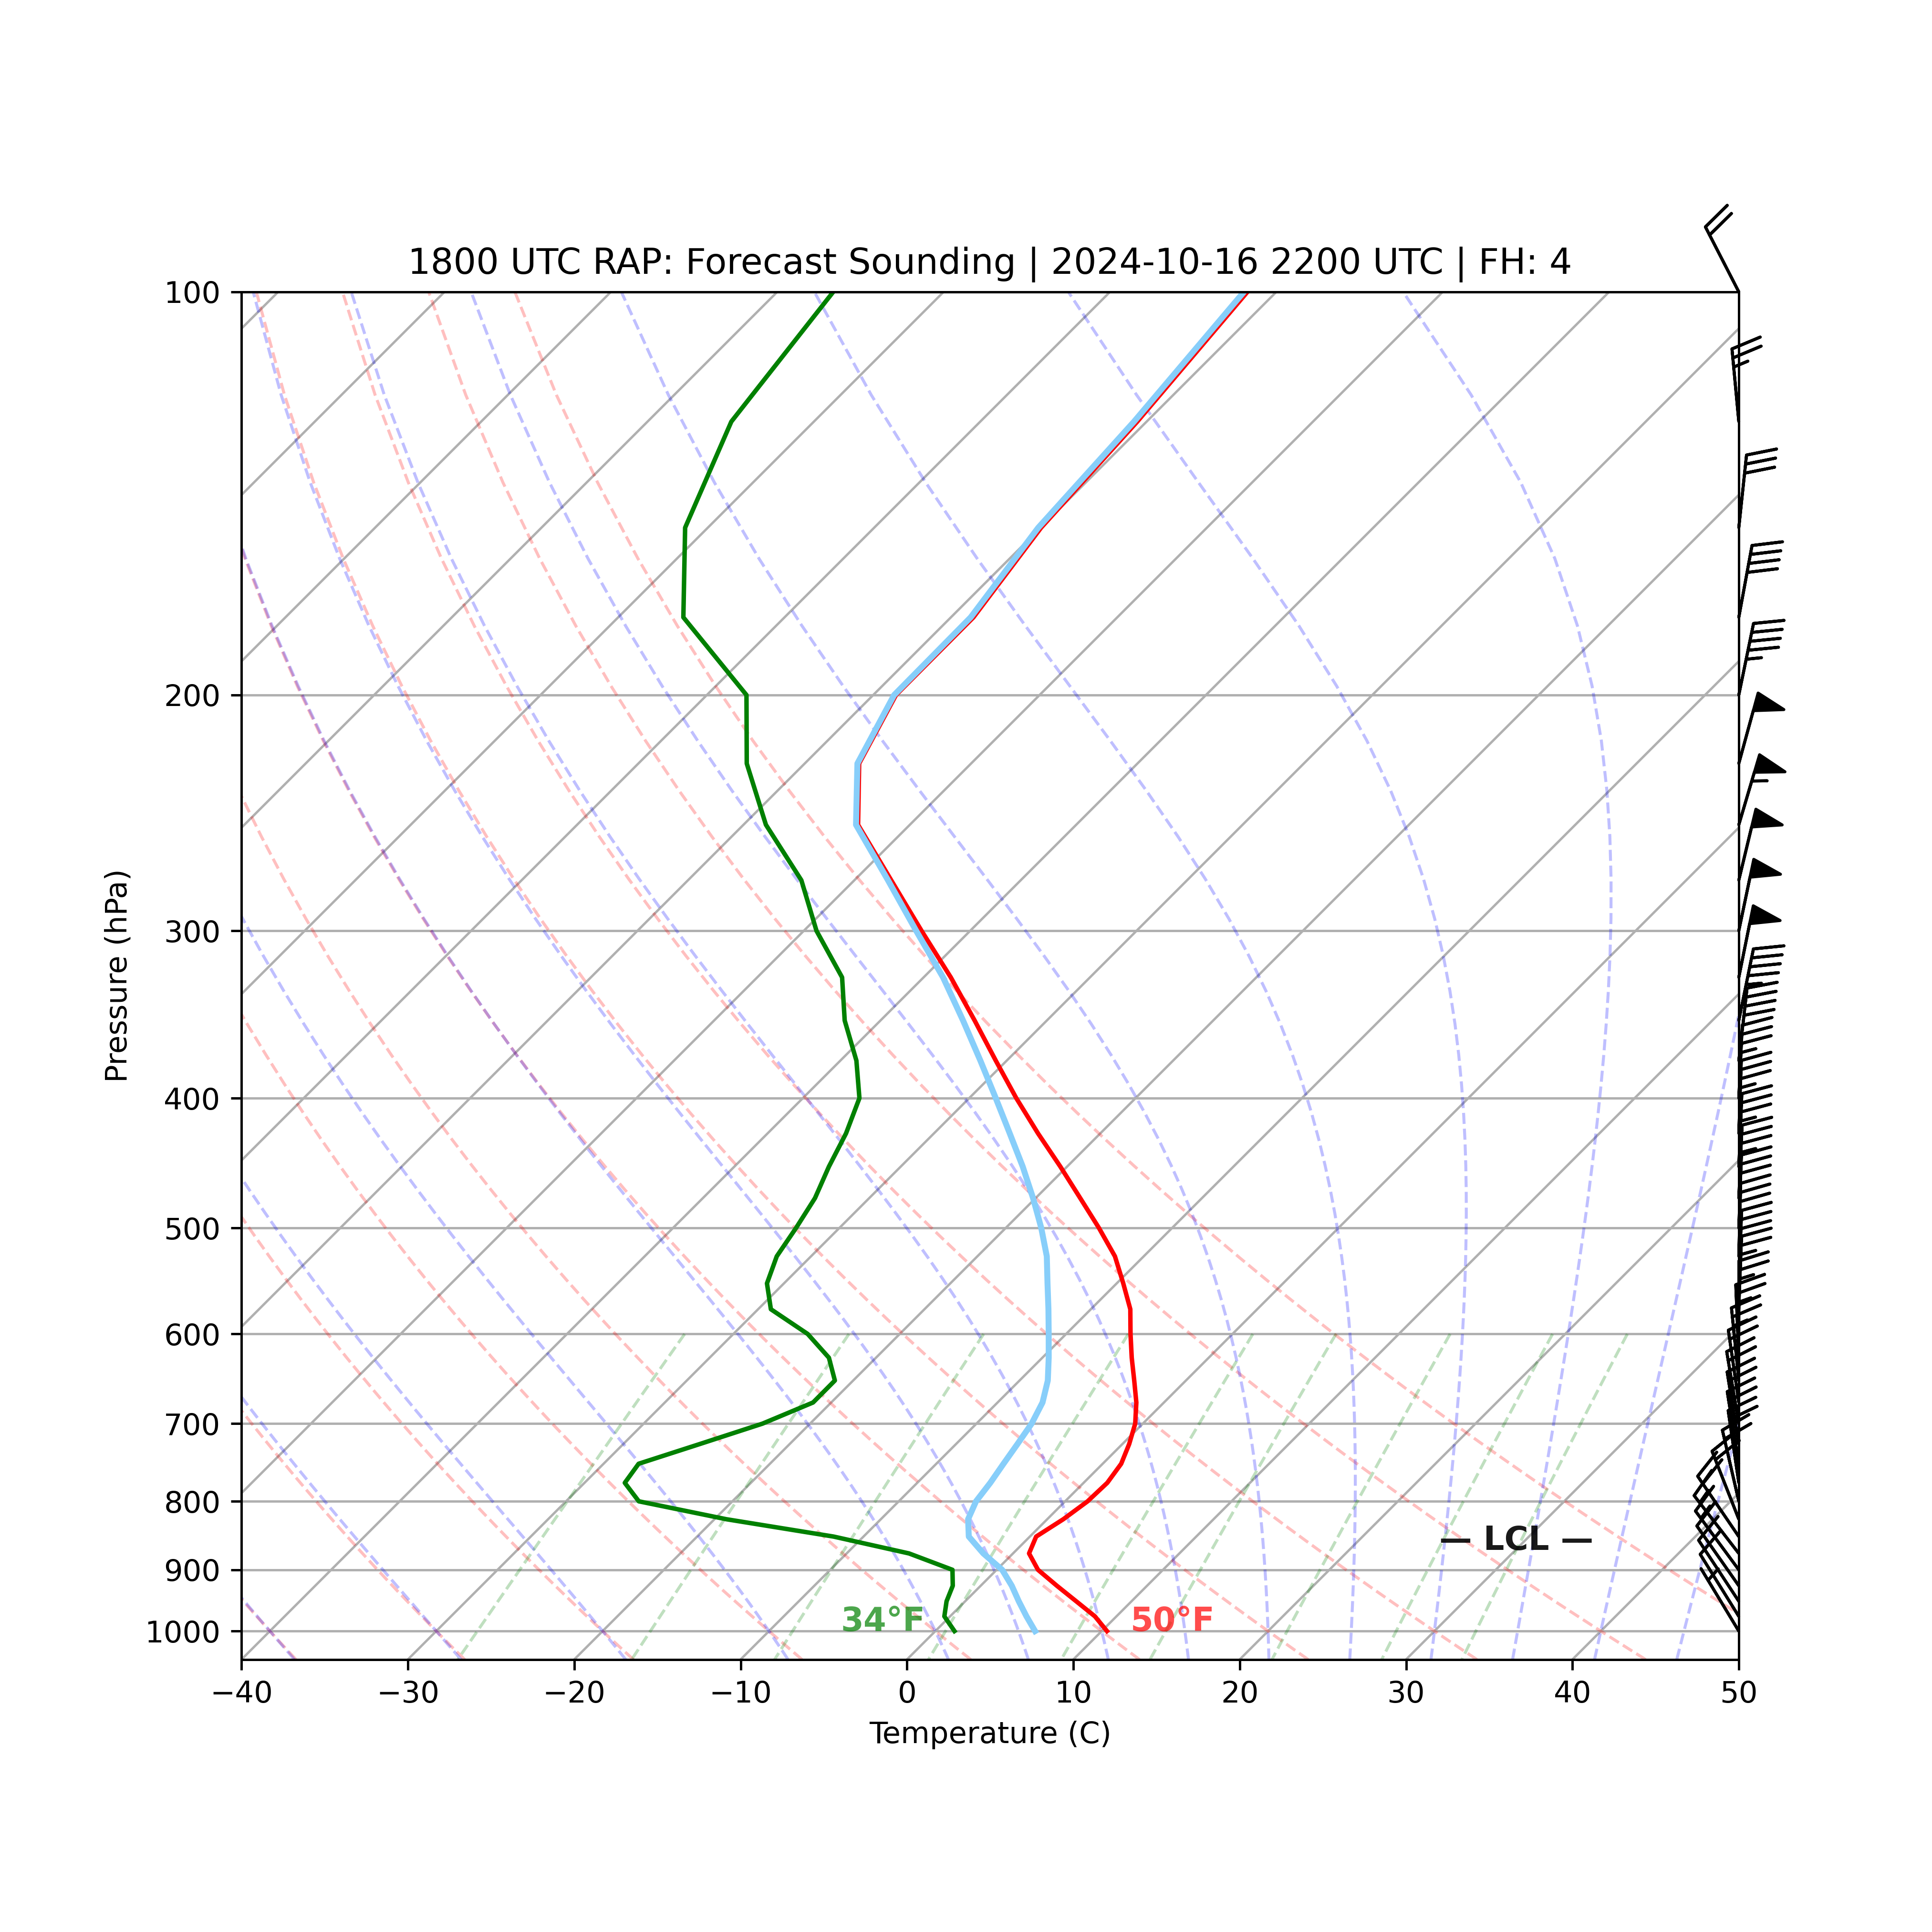 1800 UTC RAP: Forecast Sounding | 2024-10-16 2200 UTC | FH: 4
100
200
300
400
500
600
700
800
900
1000
Pressure (hPa)
— LCL —
34°F
50°F
−40 −30 −20 −10 0 10 20 30 40 50
Temperature (C)